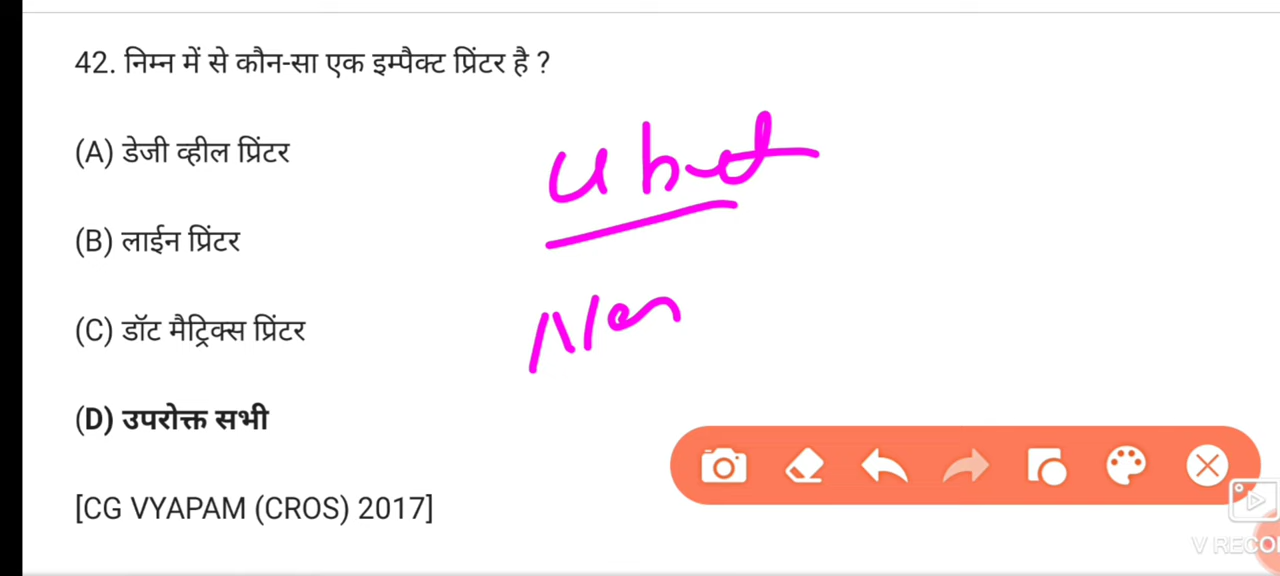 42. निम्न में से कौन-सा एक इम्पैक्ट प्रिंटर है ?
(A) डेजी व्हील प्रिंटर
(B) लाईन प्रिंटर
(C) डॉट मैट्रिक्स प्रिंटर
(D) उपरोक्त सभी
[CG VYAPAM (CROS) 2017]